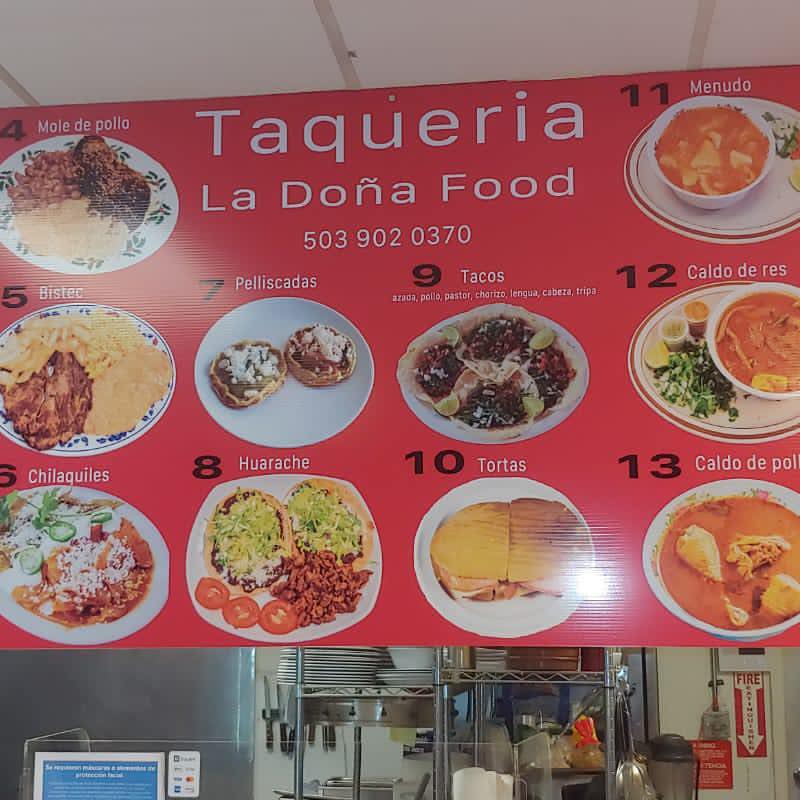 Taqueria
La Doña Food
503 902 0370
4 Mole de pollo
5 Bistec
6 Chilaquiles
7 Pelliscadas
8 Huarache
9 Tacos
azada, pollo, pastor, chorizo, lengua, cabeza, tripa
10 Tortas
11 Menudo
12 Caldo de res
13 Caldo de poll
Se requieren máscaras o elementos de
protección facial
FIRE
EXTINGUISHER